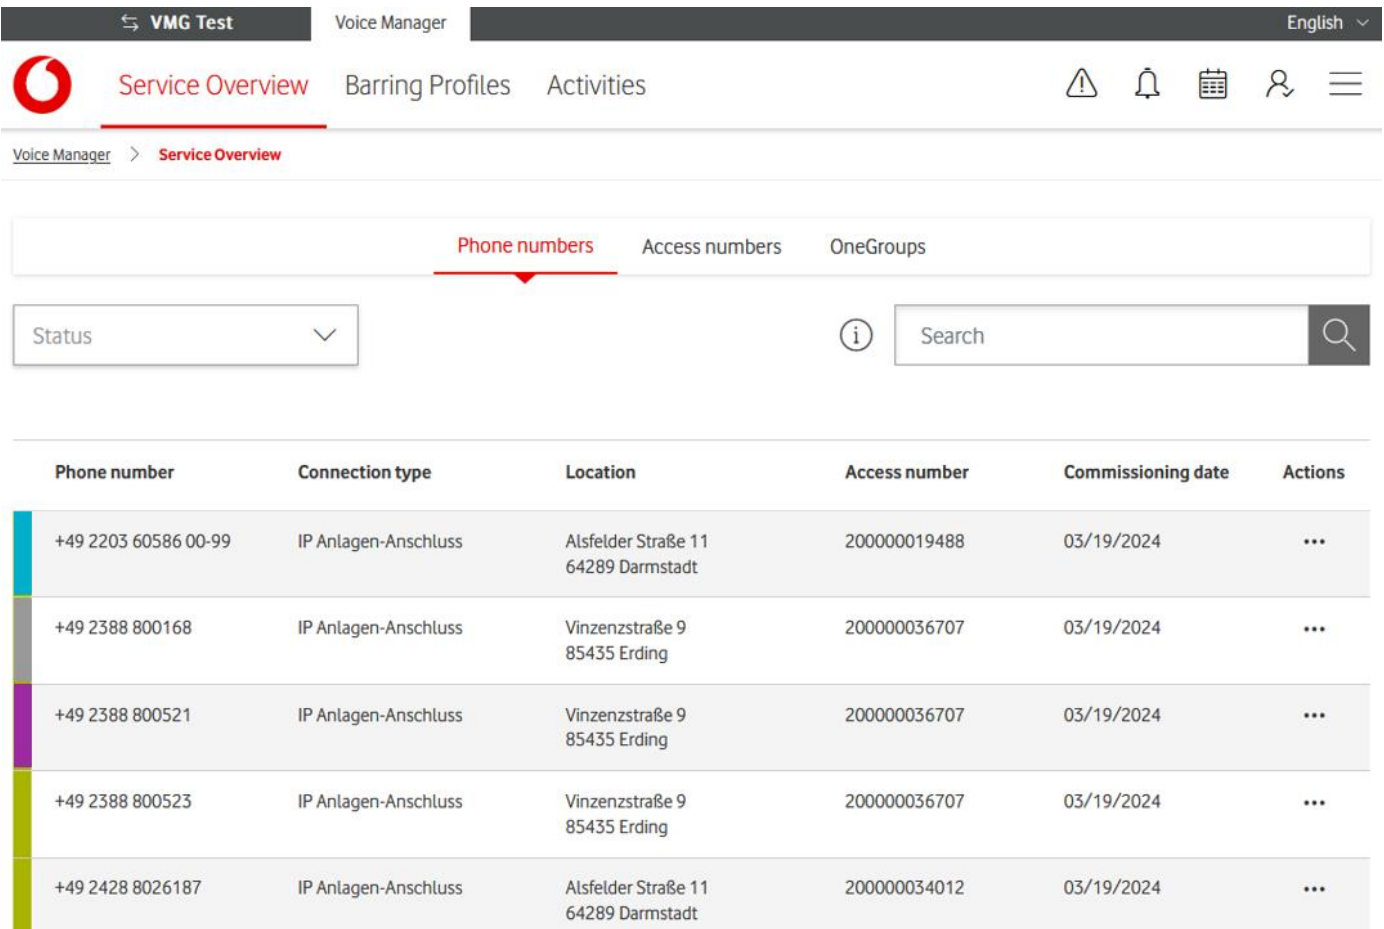 VMG Test Voice Manager English
Service Overview Barring Profiles Activities
Voice Manager > Service Overview
Phone numbers Access numbers OneGroups
Status Search
Phone number Connection type Location Access number Commissioning date Actions
+49 2203 60586 00-99 IP Anlagen-Anschluss Alsfelder Straße 11 200000019488 03/19/2024 •••
64289 Darmstadt
+49 2388 800168 IP Anlagen-Anschluss Vinzenzstraße 9 200000036707 03/19/2024 •••
85435 Erding
+49 2388 800521 IP Anlagen-Anschluss Vinzenzstraße 9 200000036707 03/19/2024 •••
85435 Erding
+49 2388 800523 IP Anlagen-Anschluss Vinzenzstraße 9 200000036707 03/19/2024 •••
85435 Erding
+49 2428 8026187 IP Anlagen-Anschluss Alsfelder Straße 11 200000034012 03/19/2024 •••
64289 Darmstadt